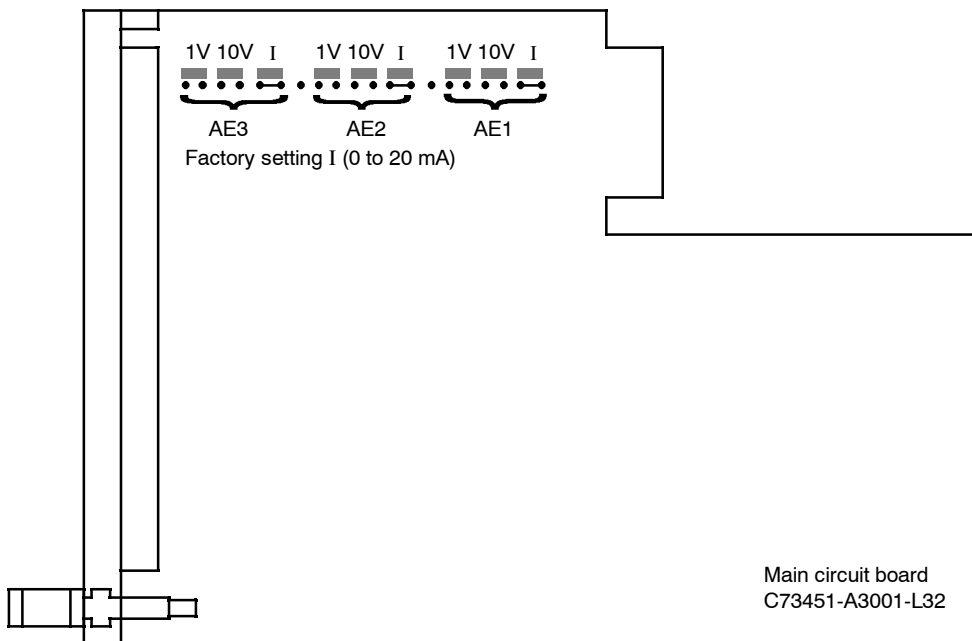 1V 10V I 1V 10V I 1V 10V I
AE3 AE2 AE1
Factory setting I (0 to 20 mA)
Main circuit board
C73451-A3001-L32